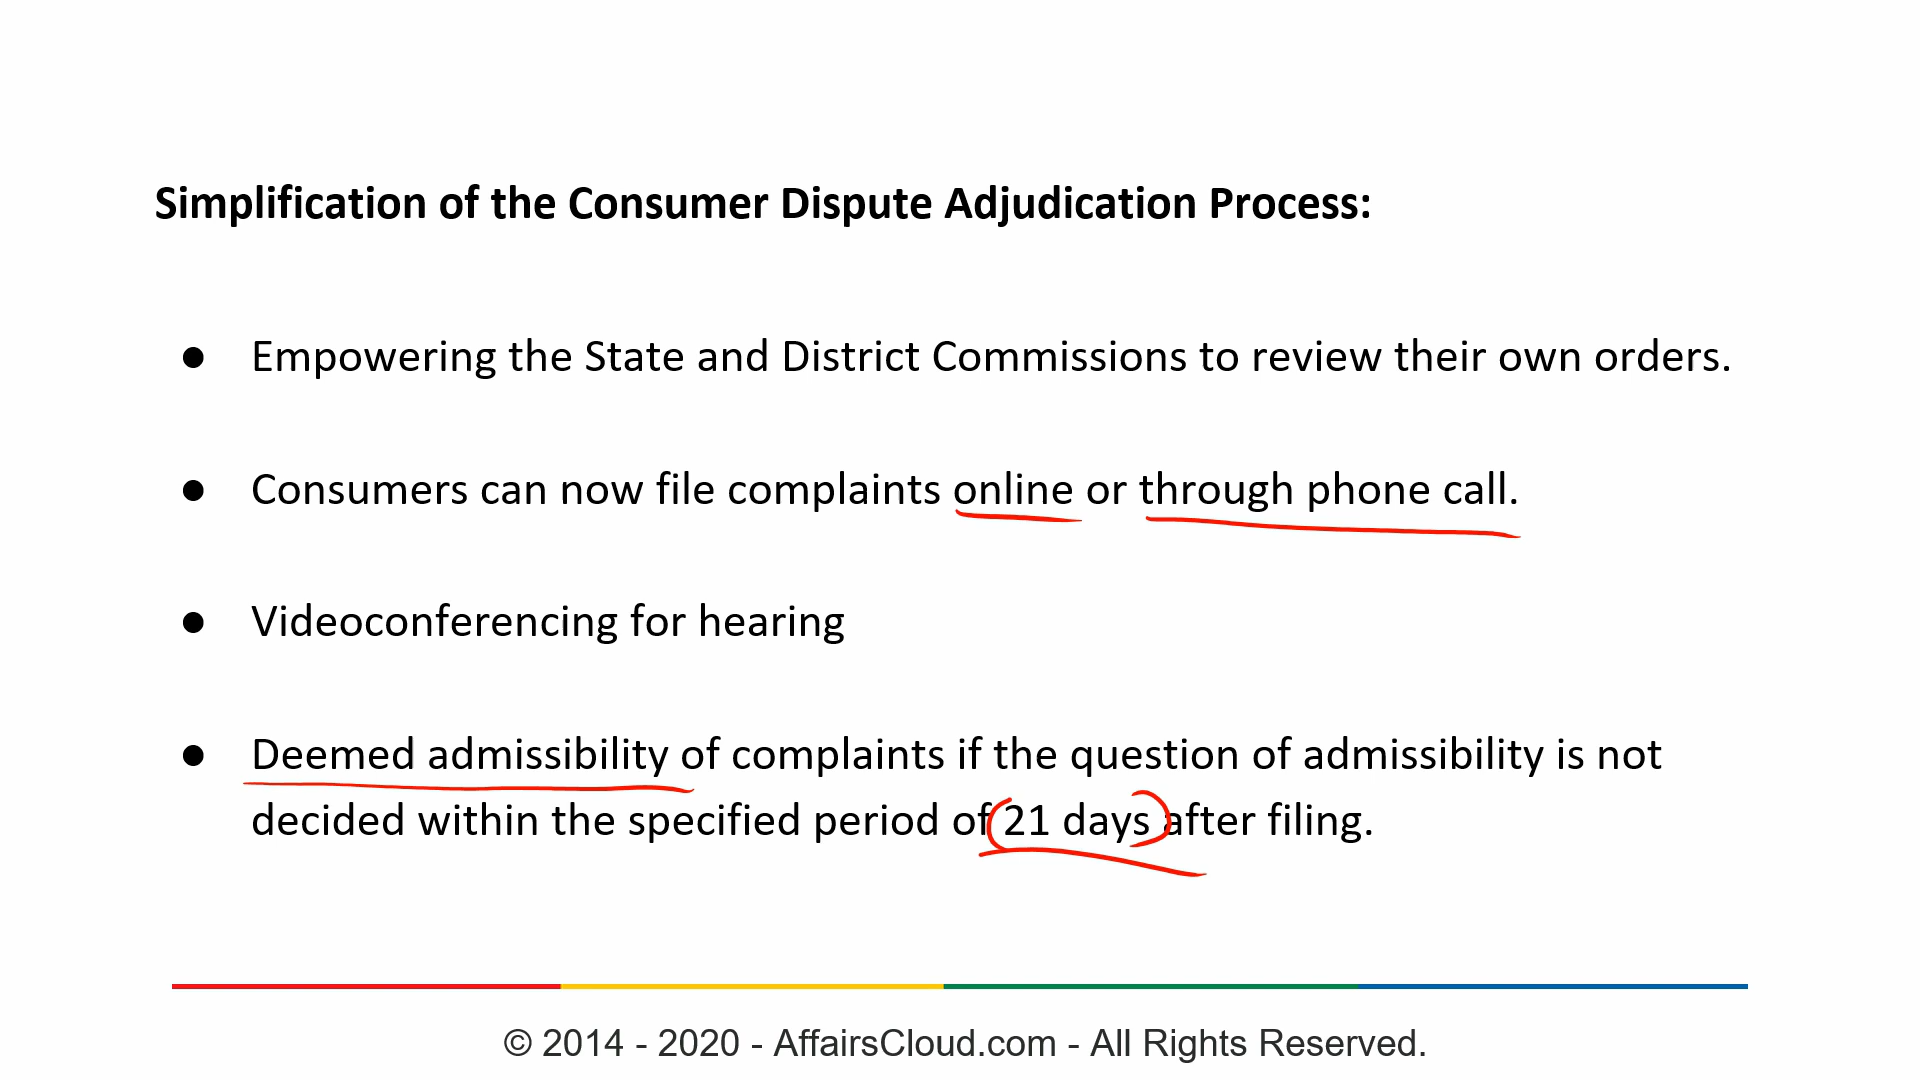 Simplification of the Consumer Dispute Adjudication Process:
● Empowering the State and District Commissions to review their own orders.
● Consumers can now file complaints online or through phone call.
● Videoconferencing for hearing
● Deemed admissibility of complaints if the question of admissibility is not
decided within the specified period of 21 days after filing.
© 2014 - 2020 - AffairsCloud.com - All Rights Reserved.